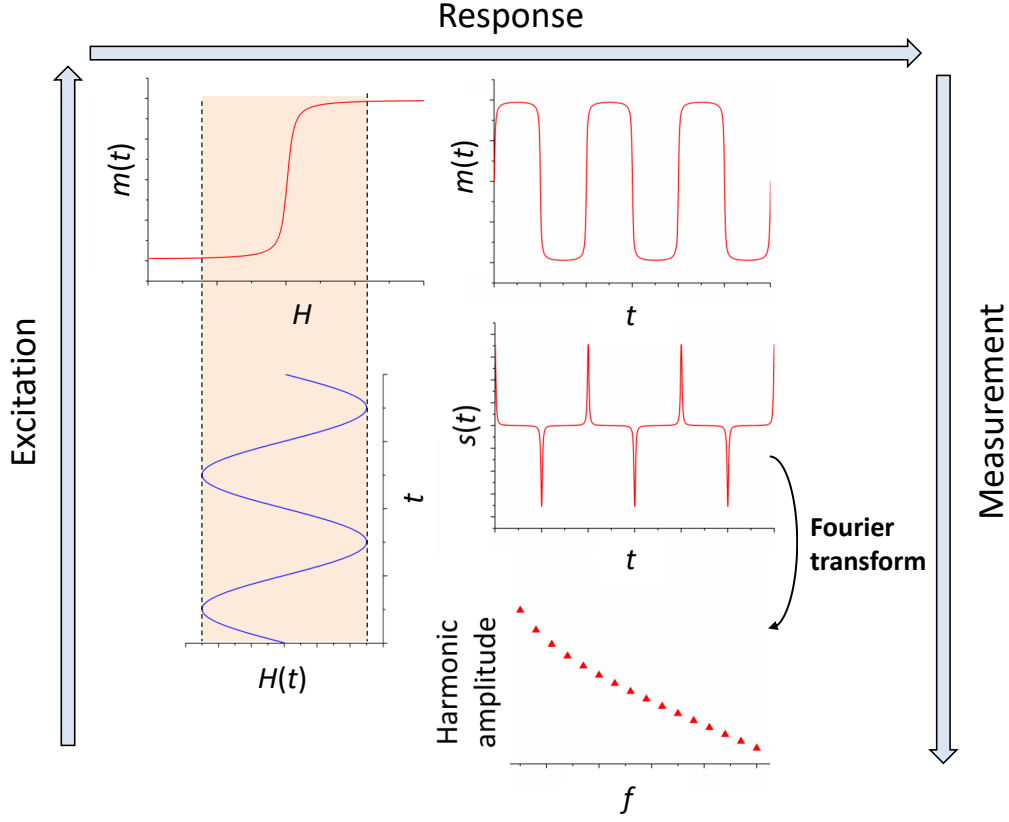 Response
Excitation
m(t)
H
t
H(t)
m(t)
t
s(t)
t
Fourier
transform
Harmonic
amplitude
f
Measurement